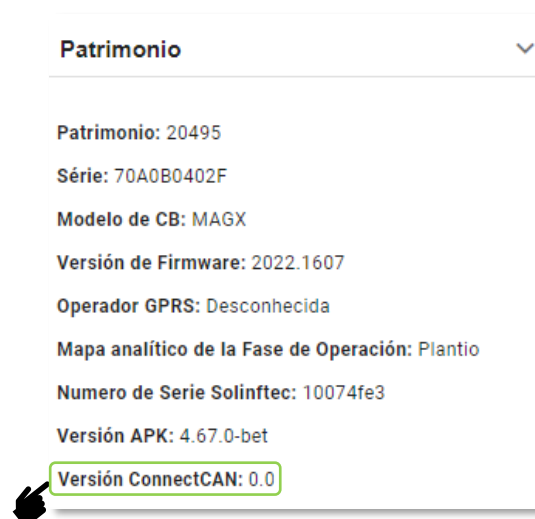 Patrimonio
Patrimonio: 20495
Série: 70A0B0402F
Modelo de CB: MAGX
Versión de Firmware: 2022.1607
Operador GPRS: Desconhecida
Mapa analítico de la Fase de Operación: Plantio
Numero de Serie Solinftec: 10074fe3
Versión APK: 4.67.0-bet
Versión ConnectCAN: 0.0